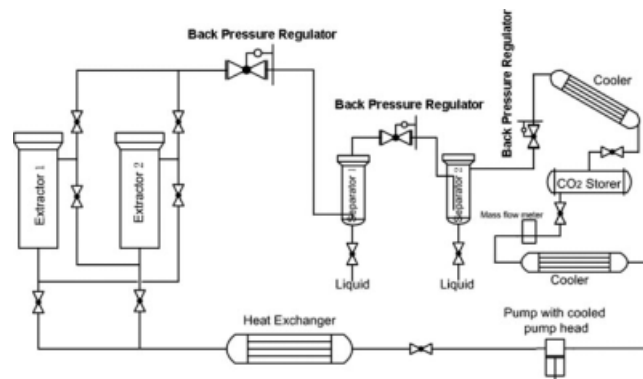 Back Pressure Regulator
Back Pressure Regulator
Back Pressure Regulator
Cooler
Extractor 1
Extractor 2
Separator 1
Separator 2
CO2 Storer
Mass flow meter
Liquid
Liquid
Cooler
Heat Exchanger
Pump with cooled
pump head